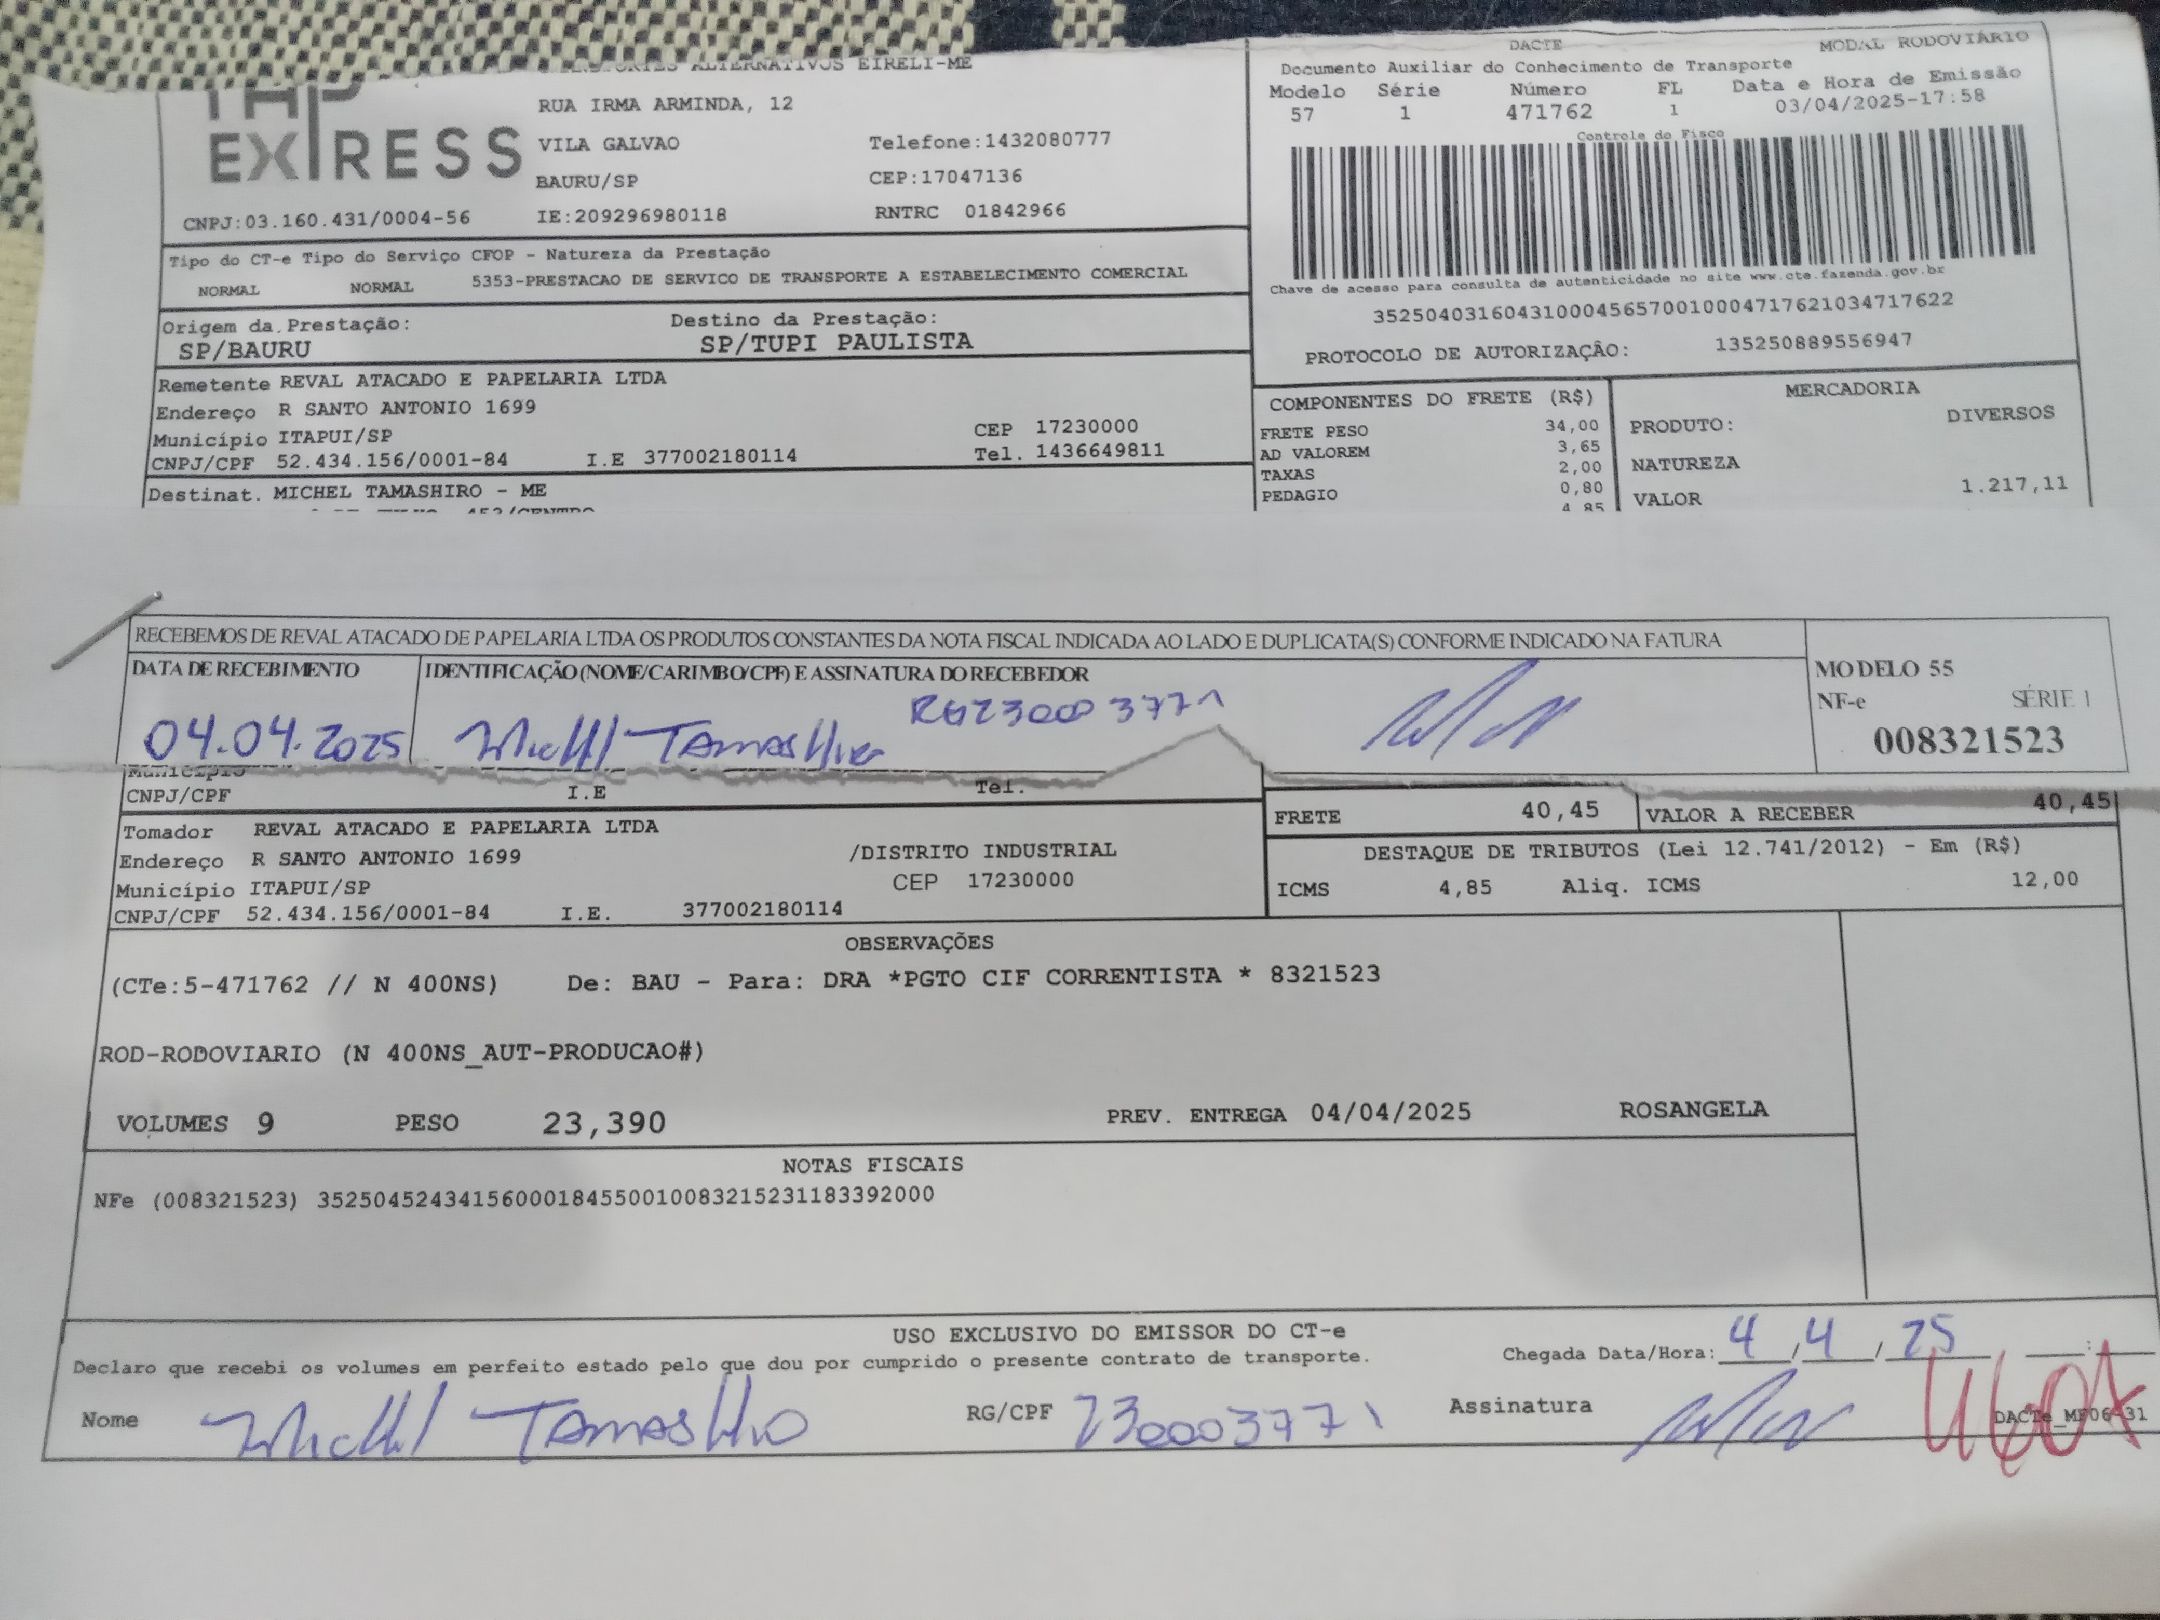 TRANSPORTES ALTERNATIVOS EIRELI-ME
EXPRESS
RUA IRMA ARMINDA, 12
VILA GALVAO Telefone:1432080777
BAURU/SP CEP:17047136
CNPJ:03.160.431/0004-56 IE:209296980118 RNTRC 01842966
DACTE MODAL RODOVIÁRIO
Documento Auxiliar do Conhecimento de Transporte
Modelo Série Número FL Data e Hora de Emissão
57 1 471762 1 03/04/2025-17:58
Controle do Fisco
Chave de acesso para consulta de autenticidade no site www.cte.fazenda.gov.br
35250403160431000456570010004717621034717622
PROTOCOLO DE AUTORIZAÇÃO: 135250889556947
Tipo do CT-e Tipo do Serviço CFOP - Natureza da Prestação
NORMAL NORMAL 5353-PRESTACAO DE SERVICO DE TRANSPORTE A ESTABELECIMENTO COMERCIAL
Origem da Prestação: Destino da Prestação:
SP/BAURU SP/TUPI PAULISTA
Remetente REVAL ATACADO E PAPELARIA LTDA
Endereço R SANTO ANTONIO 1699
Município ITAPUI/SP CEP 17230000
CNPJ/CPF 52.434.156/0001-84 I.E 377002180114 Tel. 1436649811
Destinat. MICHEL TAMASHIRO - ME
COMPONENTES DO FRETE (R$)
FRETE PESO 34,00
AD VALOREM 3,65
TAXAS 2,00
PEDAGIO 0,80
4,85
MERCADORIA
PRODUTO: DIVERSOS
NATUREZA
VALOR 1.217,11
RECEBEMOS DE REVAL ATACADO DE PAPELARIA LTDA OS PRODUTOS CONSTANTES DA NOTA FISCAL INDICADA AO LADO E DUPLICATA(S) CONFORME INDICADO NA FATURA
DATA DE RECEBIMENTO IDENTIFICAÇÃO (NOME/CARIMBO/CPF) E ASSINATURA DO RECEBEDOR
04.04.2025 Michel Tamashiro RG 23000377 1
MODELO 55
NF-e SÉRIE 1
008321523
Município
CNPJ/CPF I.E Tel.
FRETE 40,45 VALOR A RECEBER 40,45
Tomador REVAL ATACADO E PAPELARIA LTDA
Endereço R SANTO ANTONIO 1699 /DISTRITO INDUSTRIAL
Município ITAPUI/SP CEP 17230000
CNPJ/CPF 52.434.156/0001-84 I.E. 377002180114
DESTAQUE DE TRIBUTOS (Lei 12.741/2012) - Em (R$)
ICMS 4,85 Aliq. ICMS 12,00
OBSERVAÇÕES
(CTe:5-471762 // N 400NS) De: BAU - Para: DRA *PGTO CIF CORRENTISTA * 8321523
ROD-RODOVIARIO (N 400NS_AUT-PRODUCAO#)
VOLUMES 9 PESO 23,390 PREV. ENTREGA 04/04/2025 ROSANGELA
NOTAS FISCAIS
NFe (008321523) 35250452434156000184550010083215231183392000
USO EXCLUSIVO DO EMISSOR DO CT-e
Declaro que recebi os volumes em perfeito estado pelo que dou por cumprido o presente contrato de transporte.
Chegada Data/Hora: 4 / 4 / 25 :
Nome Michel Tamashiro RG/CPF 23000377 1 Assinatura